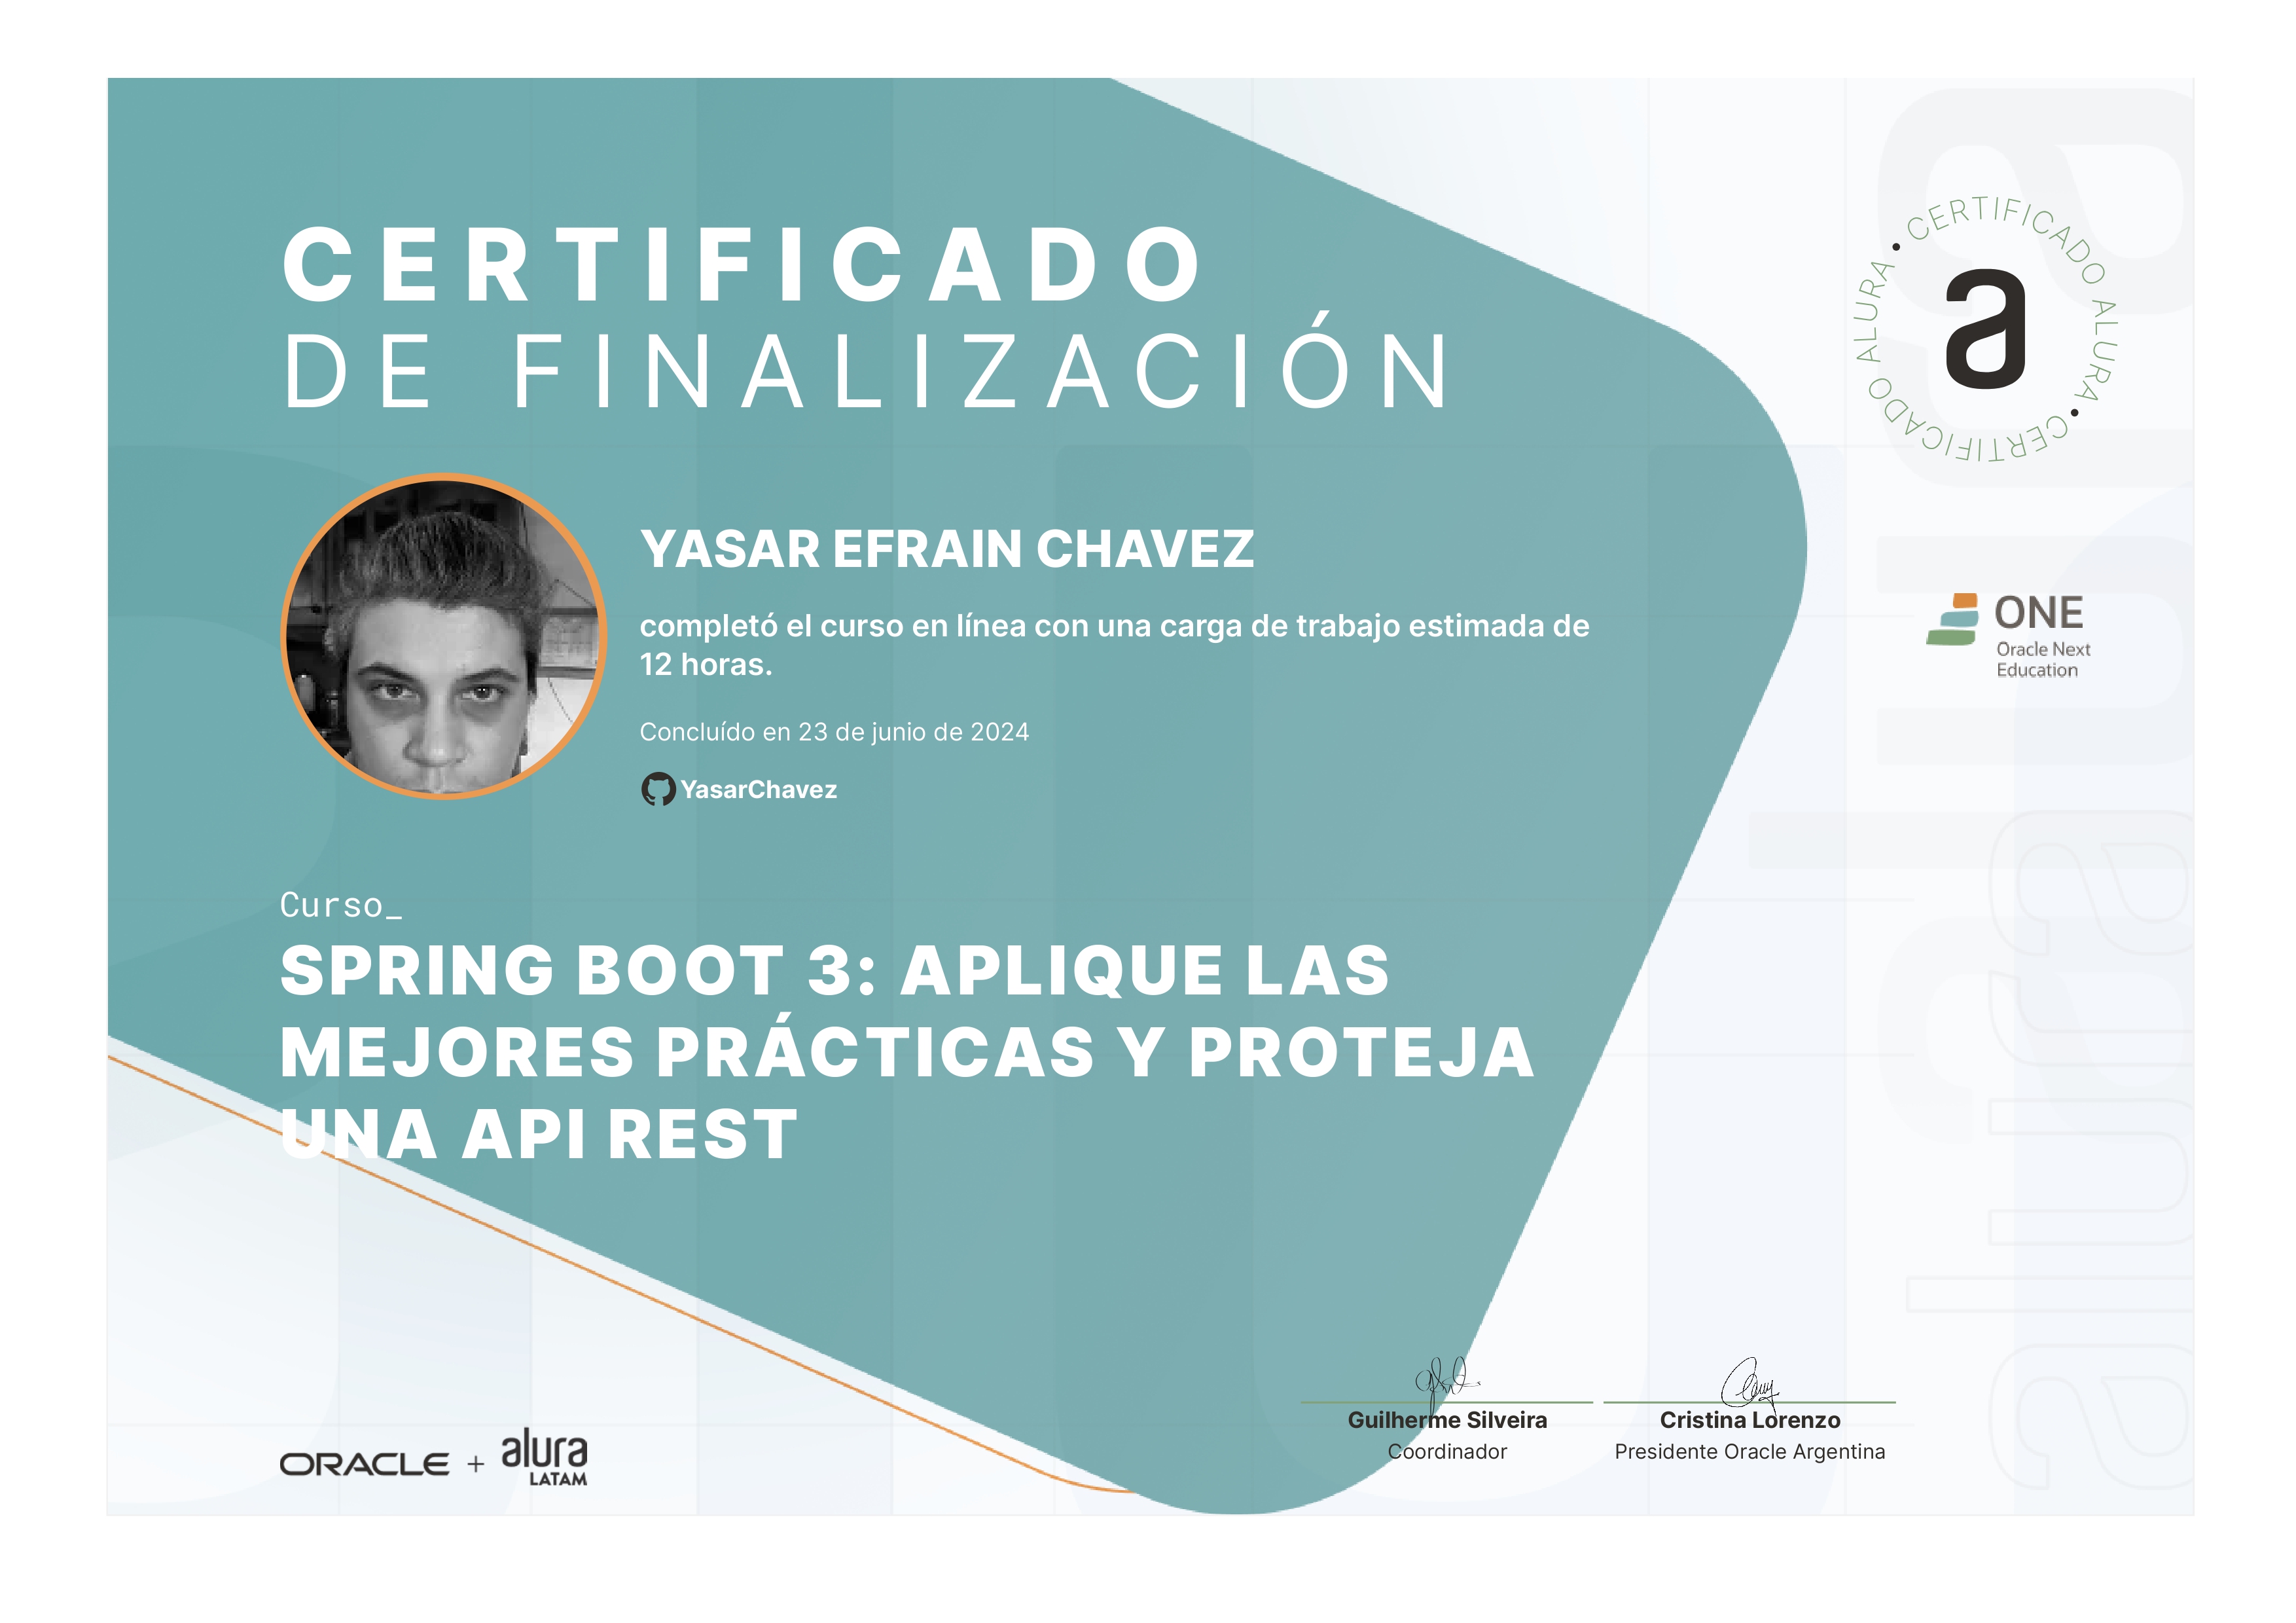 CERTIFICADO
DE FINALIZACIÓN
CERTIFICADO ALURA • CERTIFICADO ALURA •
a
YASAR EFRAIN CHAVEZ
completó el curso en línea con una carga de trabajo estimada de
12 horas.
Concluído en 23 de junio de 2024
YasarChavez
ONE
Oracle Next
Education
Curso_
SPRING BOOT 3: APLIQUE LAS
MEJORES PRÁCTICAS Y PROTEJA
UNA API REST
alura
Guilherme Silveira
Coordinador
Cristina Lorenzo
Presidente Oracle Argentina
ORACLE + alura
LATAM